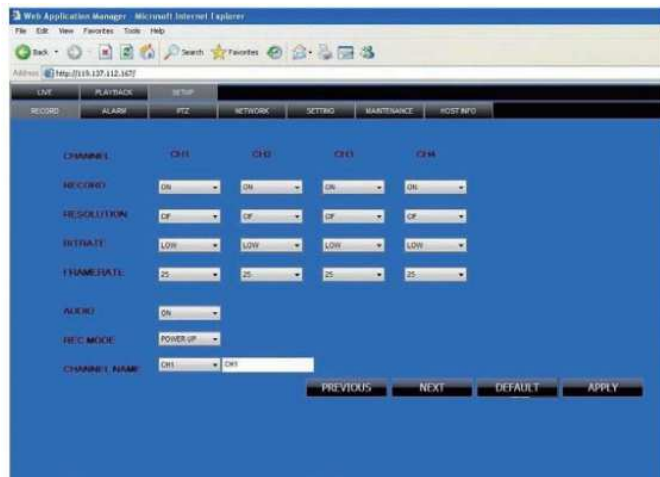 Web Application Manager - Microsoft Internet Explorer
File Edit View Favorites Tools Help
Back Search Favorites
Address http://119.137.112.167/
LIVE PLAYBACK SETUP
RECORD ALARM PTZ NETWORK SETTING MAINTENANCE HOST INFO
CHANNEL CH1 CH2 CH3 CH4
RECORD ON ON ON ON
RESOLUTION CIF CIF CIF CIF
BITRATE LOW LOW LOW LOW
FRAMERATE 25 25 25 25
AUDIO ON
REC MODE POWER-UP
CHANNEL NAME CH1 CH1
PREVIOUS NEXT DEFAULT APPLY